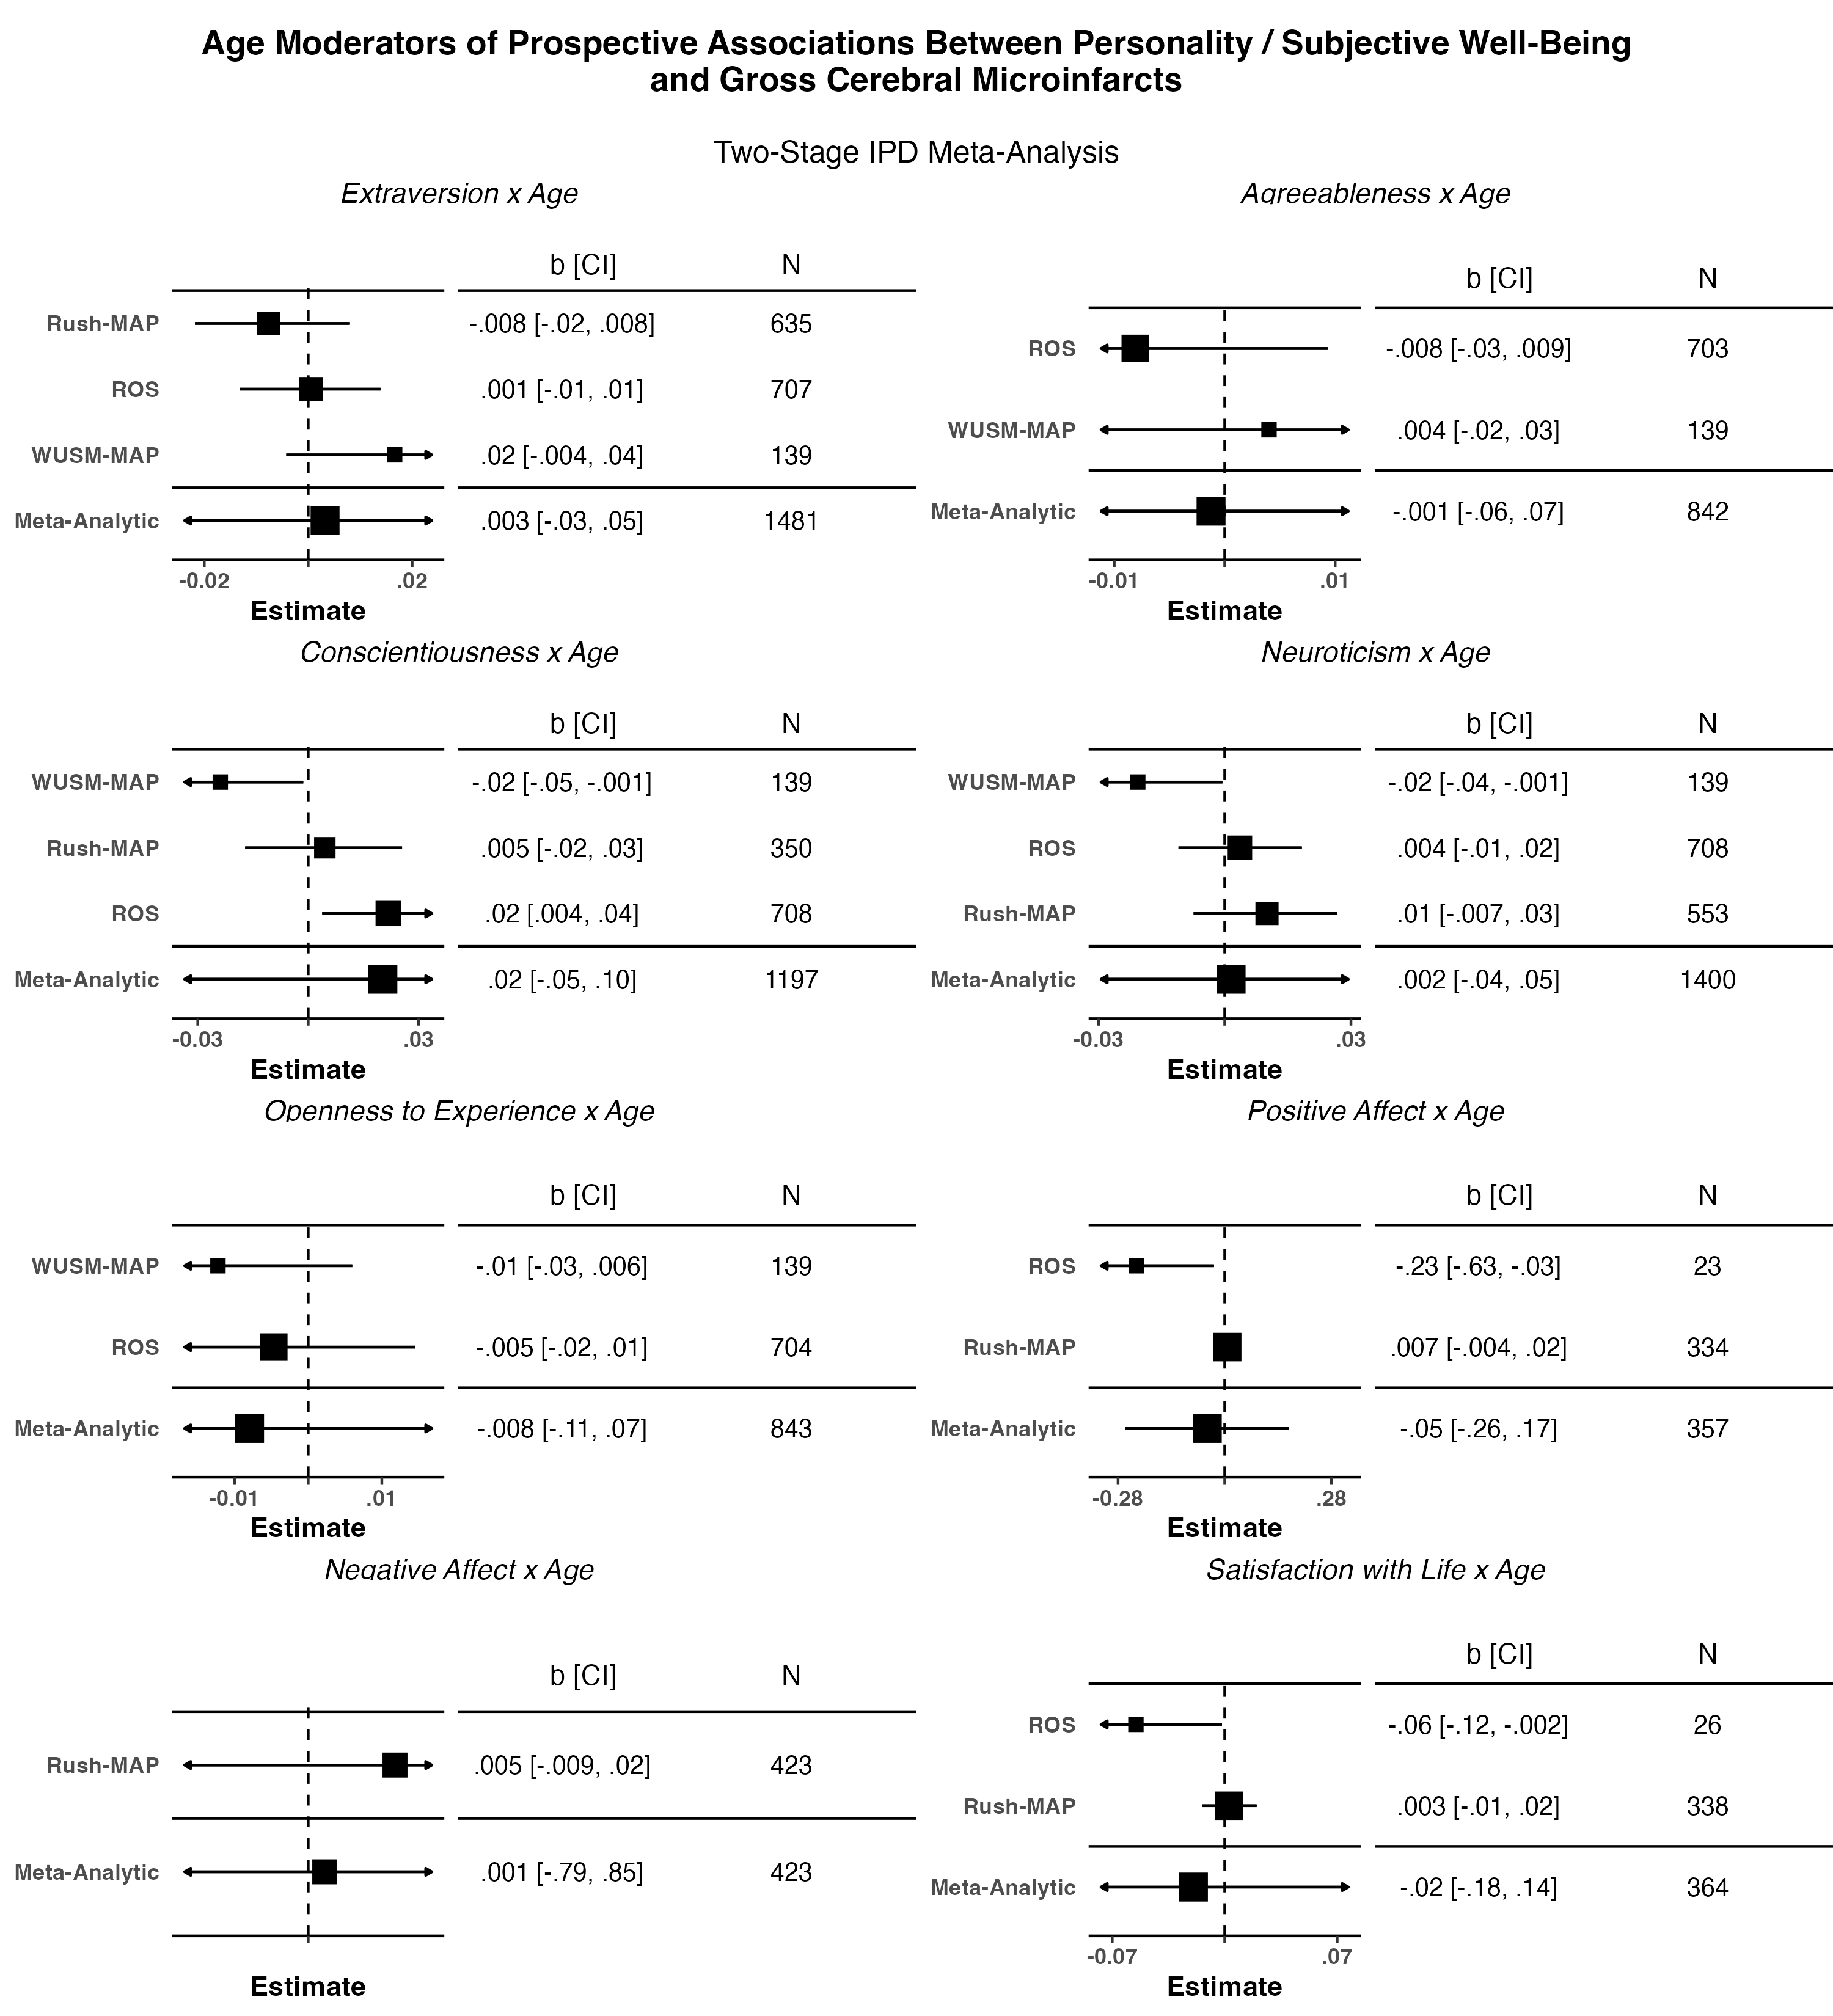 Age Moderators of Prospective Associations Between Personality / Subjective Well-Being
and Gross Cerebral Microinfarcts
Two-Stage IPD Meta-Analysis
Extraversion x Age
b [CI] N
Rush-MAP -.008 [-.02, .008] 635
ROS .001 [-.01, .01] 707
WUSM-MAP .02 [-.004, .04] 139
Meta-Analytic .003 [-.03, .05] 1481
-0.02 .02
Estimate
Agreeableness x Age
b [CI] N
ROS -.008 [-.03, .009] 703
WUSM-MAP .004 [-.02, .03] 139
Meta-Analytic -.001 [-.06, .07] 842
-0.01 .01
Estimate
Conscientiousness x Age
b [CI] N
WUSM-MAP -.02 [-.05, -.001] 139
Rush-MAP .005 [-.02, .03] 350
ROS .02 [.004, .04] 708
Meta-Analytic .02 [-.05, .10] 1197
-0.03 .03
Estimate
Neuroticism x Age
b [CI] N
WUSM-MAP -.02 [-.04, -.001] 139
ROS .004 [-.01, .02] 708
Rush-MAP .01 [-.007, .03] 553
Meta-Analytic .002 [-.04, .05] 1400
-0.03 .03
Estimate
Openness to Experience x Age
b [CI] N
WUSM-MAP -.01 [-.03, .006] 139
ROS -.005 [-.02, .01] 704
Meta-Analytic -.008 [-.11, .07] 843
-0.01 .01
Estimate
Positive Affect x Age
b [CI] N
ROS -.23 [-.63, -.03] 23
Rush-MAP .007 [-.004, .02] 334
Meta-Analytic -.05 [-.26, .17] 357
-0.28 .28
Estimate
Negative Affect x Age
b [CI] N
Rush-MAP .005 [-.009, .02] 423
Meta-Analytic .001 [-.79, .85] 423
Estimate
Satisfaction with Life x Age
b [CI] N
ROS -.06 [-.12, -.002] 26
Rush-MAP .003 [-.01, .02] 338
Meta-Analytic -.02 [-.18, .14] 364
-0.07 .07
Estimate